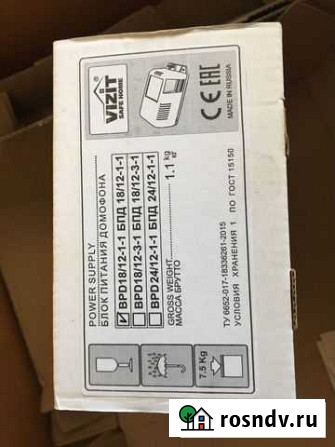 VIZIT
SAFE HOME
CE EAC
MADE IN RUSSIA
POWER SUPPLY
БЛОК ПИТАНИЯ ДОМОФОНА
BPD18/12-1-1 БПД 18/12-1-1
BPD18/12-3-1 БПД 18/12-3-1
BPD24/12-1-1 БПД 24/12-1-1
GROSS WEIGHT, kg
МАССА БРУТТО, кг
1.1
ТУ 6652-017-18336261-2015
УСЛОВИЯ ХРАНЕНИЯ 1 ПО ГОСТ 15150
7.5 Kg
rosndv.ru